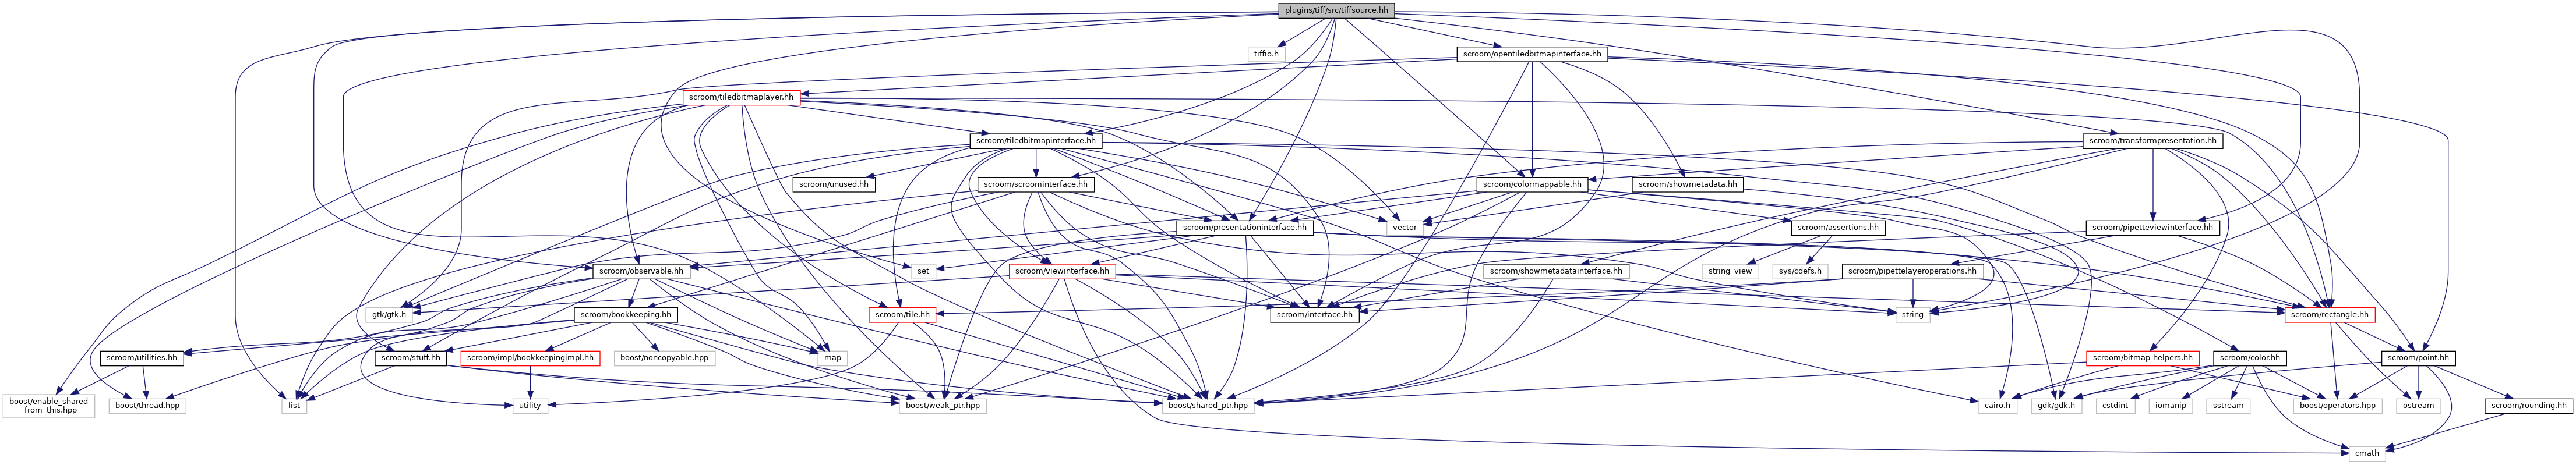 plugins/tiff/src/tiffsource.hh
tiffio.h
scroom/opentiledbitmapinterface.hh
scroom/tiledbitmaplayer.hh
scroom/tiledbitmapinterface.hh
scroom/transformpresentation.hh
scroom/unused.hh
scroom/scroominterface.hh
scroom/colormappable.hh
scroom/showmetadata.hh
scroom/presentationinterface.hh
vector
scroom/assertions.hh
scroom/pipetteviewinterface.hh
scroom/observable.hh
set
scroom/viewinterface.hh
scroom/showmetadatainterface.hh
string_view
sys/cdefs.h
scroom/pipettelayeroperations.hh
gtk/gtk.h
scroom/bookkeeping.hh
scroom/tile.hh
scroom/interface.hh
string
scroom/rectangle.hh
scroom/utilities.hh
scroom/stuff.hh
scroom/impl/bookkeepingimpl.hh
boost/noncopyable.hpp
map
scroom/bitmap-helpers.hh
scroom/color.hh
scroom/point.hh
boost/enable_shared
_from_this.hpp
boost/thread.hpp
list
utility
boost/weak_ptr.hpp
boost/shared_ptr.hpp
cairo.h
gdk/gdk.h
cstdint
iomanip
sstream
boost/operators.hpp
ostream
scroom/rounding.hh
cmath